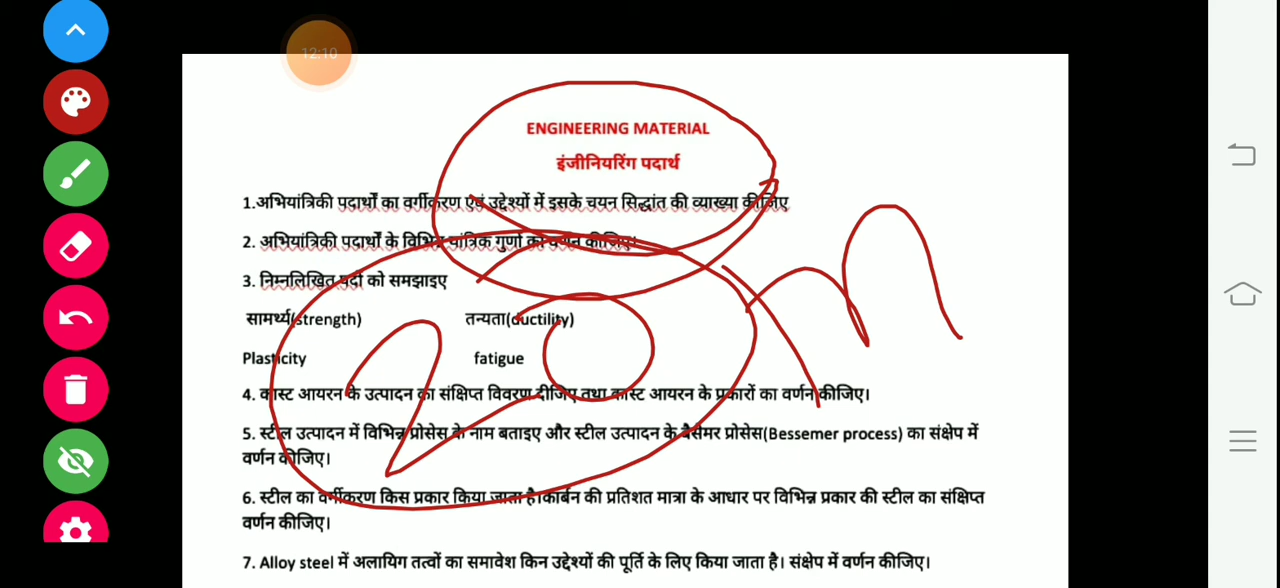 12:10
ENGINEERING MATERIAL
इंजीनियरिंग पदार्थ
1.अभियांत्रिकी पदार्थों का वर्गीकरण एवं उद्देश्यों में इसके चयन सिद्धांत की व्याख्या कीजिए
2. अभियांत्रिकी पदार्थों के विभिन्न यांत्रिक गुणों का वर्णन कीजिए।
3. निम्नलिखित पदों को समझाइए
सामर्थ्य(strength) तन्यता(ductility)
Plasticity fatigue
20 m
4. कास्ट आयरन के उत्पादन का संक्षिप्त विवरण दीजिए तथा कास्ट आयरन के प्रकारों का वर्णन कीजिए।
5. स्टील उत्पादन में विभिन्न प्रोसेस के नाम बताइए और स्टील उत्पादन के बैसेमर प्रोसेस(Bessemer process) का संक्षेप में
वर्णन कीजिए।
6. स्टील का वर्गीकरण किस प्रकार किया जाता है।कार्बन की प्रतिशत मात्रा के आधार पर विभिन्न प्रकार की स्टील का संक्षिप्त
वर्णन कीजिए।
7. Alloy steel में अलायिग तत्वों का समावेश किन उद्देश्यों की पूर्ति के लिए किया जाता है। संक्षेप में वर्णन कीजिए।